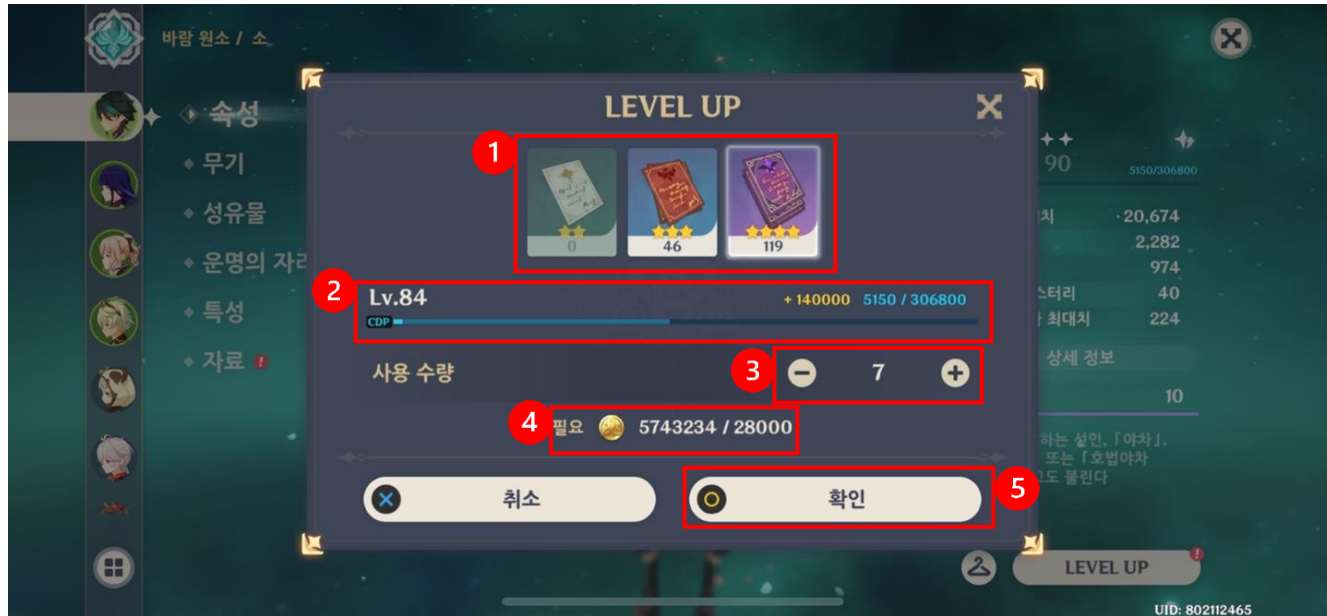 바람 원소 / 소
속성
무기
성유물
운명의 자리
특성
자료
LEVEL UP
1
0
46
119
2
Lv.84
+ 140000 5150 / 306800
CDP
사용 수량
3
7
4
필요 5743234 / 28000
취소
확인
5
90
5150/306800
치
20,674
2,282
974
스터리
40
최대치
224
상세 정보
10
하는 설인, 「야차」.
또는 「호법야차
고도 불린다
LEVEL UP
UID: 802112465